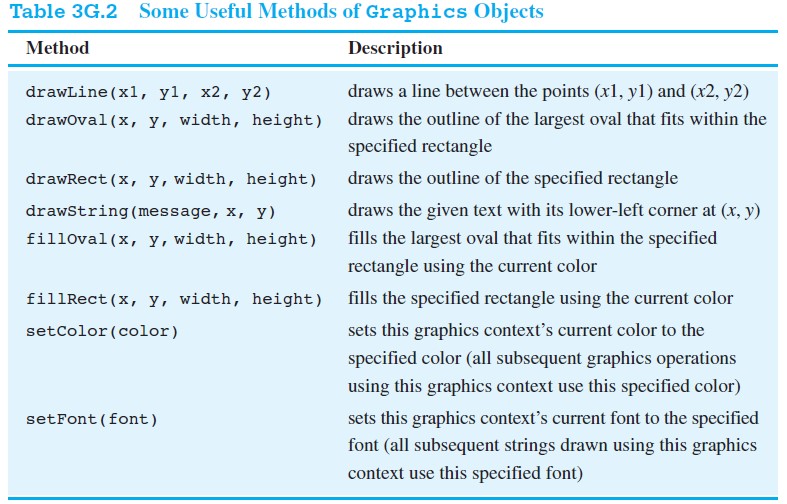 Table 3G.2 Some Useful Methods of Graphics Objects
Method Description
drawLine(x1, y1, x2, y2) draws a line between the points (x1, y1) and (x2, y2)
drawOval(x, y, width, height) draws the outline of the largest oval that fits within the
specified rectangle
drawRect(x, y, width, height) draws the outline of the specified rectangle
drawString(message, x, y) draws the given text with its lower-left corner at (x, y)
fillOval(x, y, width, height) fills the largest oval that fits within the specified
rectangle using the current color
fillRect(x, y, width, height) fills the specified rectangle using the current color
setColor(color) sets this graphics context’s current color to the
specified color (all subsequent graphics operations
using this graphics context use this specified color)
setFont(font) sets this graphics context’s current font to the specified
font (all subsequent strings drawn using this graphics
context use this specified font)